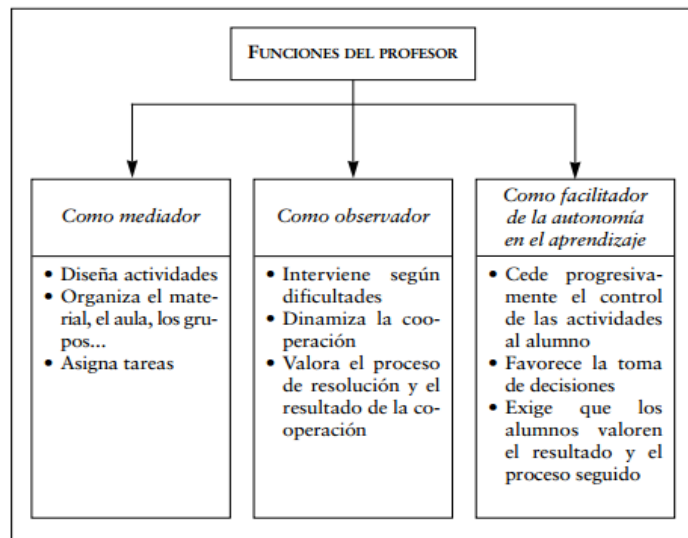 FUNCIONES DEL PROFESOR
Como mediador
• Diseña actividades
• Organiza el mate-
rial, el aula, los gru-
pos...
• Asigna tareas
Como observador
• Interviene según
dificultades
• Dinamiza la coo-
peración
• Valora el proceso
de resolución y el
resultado de la co-
operación
Como facilitador
de la autonomía
en el aprendizaje
• Cede progresiva-
mente el control
de las actividades
al alumno
• Favorece la toma
de decisiones
• Exige que los
alumnos valoren
el resultado y el
proceso seguido